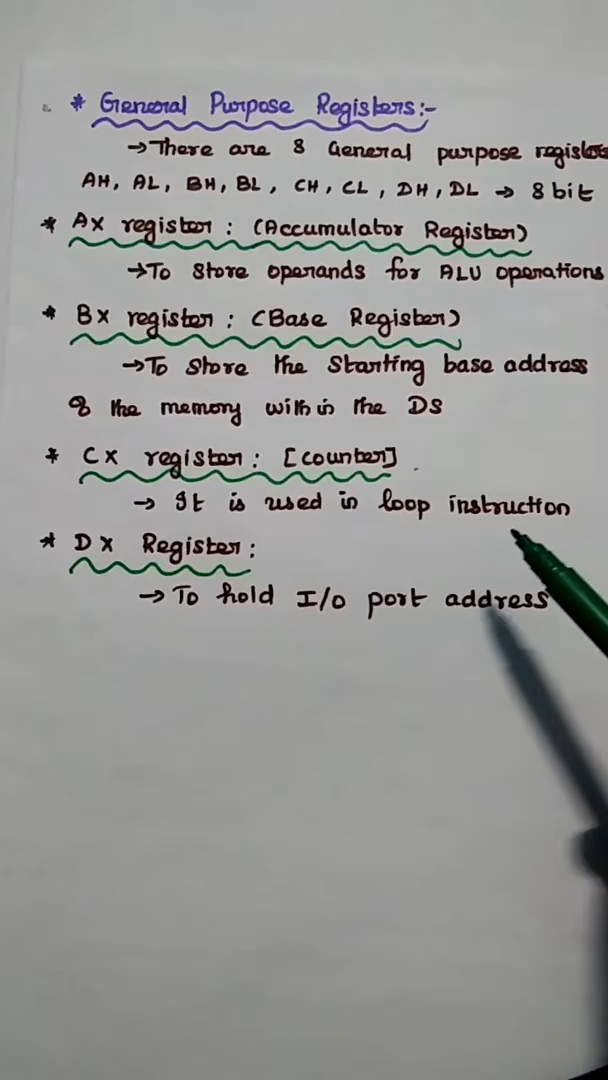 * General Purpose Registers:-
→There are 8 General purpose registers
AH, AL, BH, BL, CH, CL, DH, DL → 8 bit
* AX register : (Accumulator Register)
→To store operands for ALU operations
* BX register : (Base Register)
→To store the starting base address
of the memory with in the DS
* CX register : [counter]
→ It is used in loop instruction
* DX Register:
→ To hold I/O port address